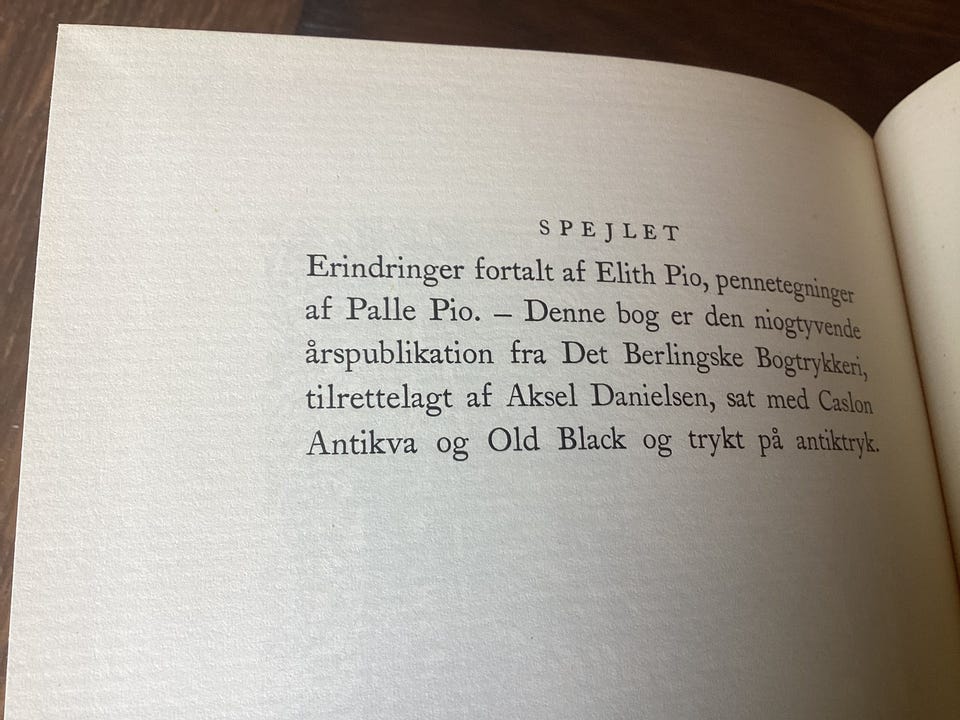 SPEJLET
Erindringer fortalt af Elith Pio, pennetegninger
af Palle Pio. – Denne bog er den niogtyvende
årspublikation fra Det Berlingske Bogtrykkeri,
tilrettelagt af Aksel Danielsen, sat med Caslon
Antikva og Old Black og trykt på antiktryk.